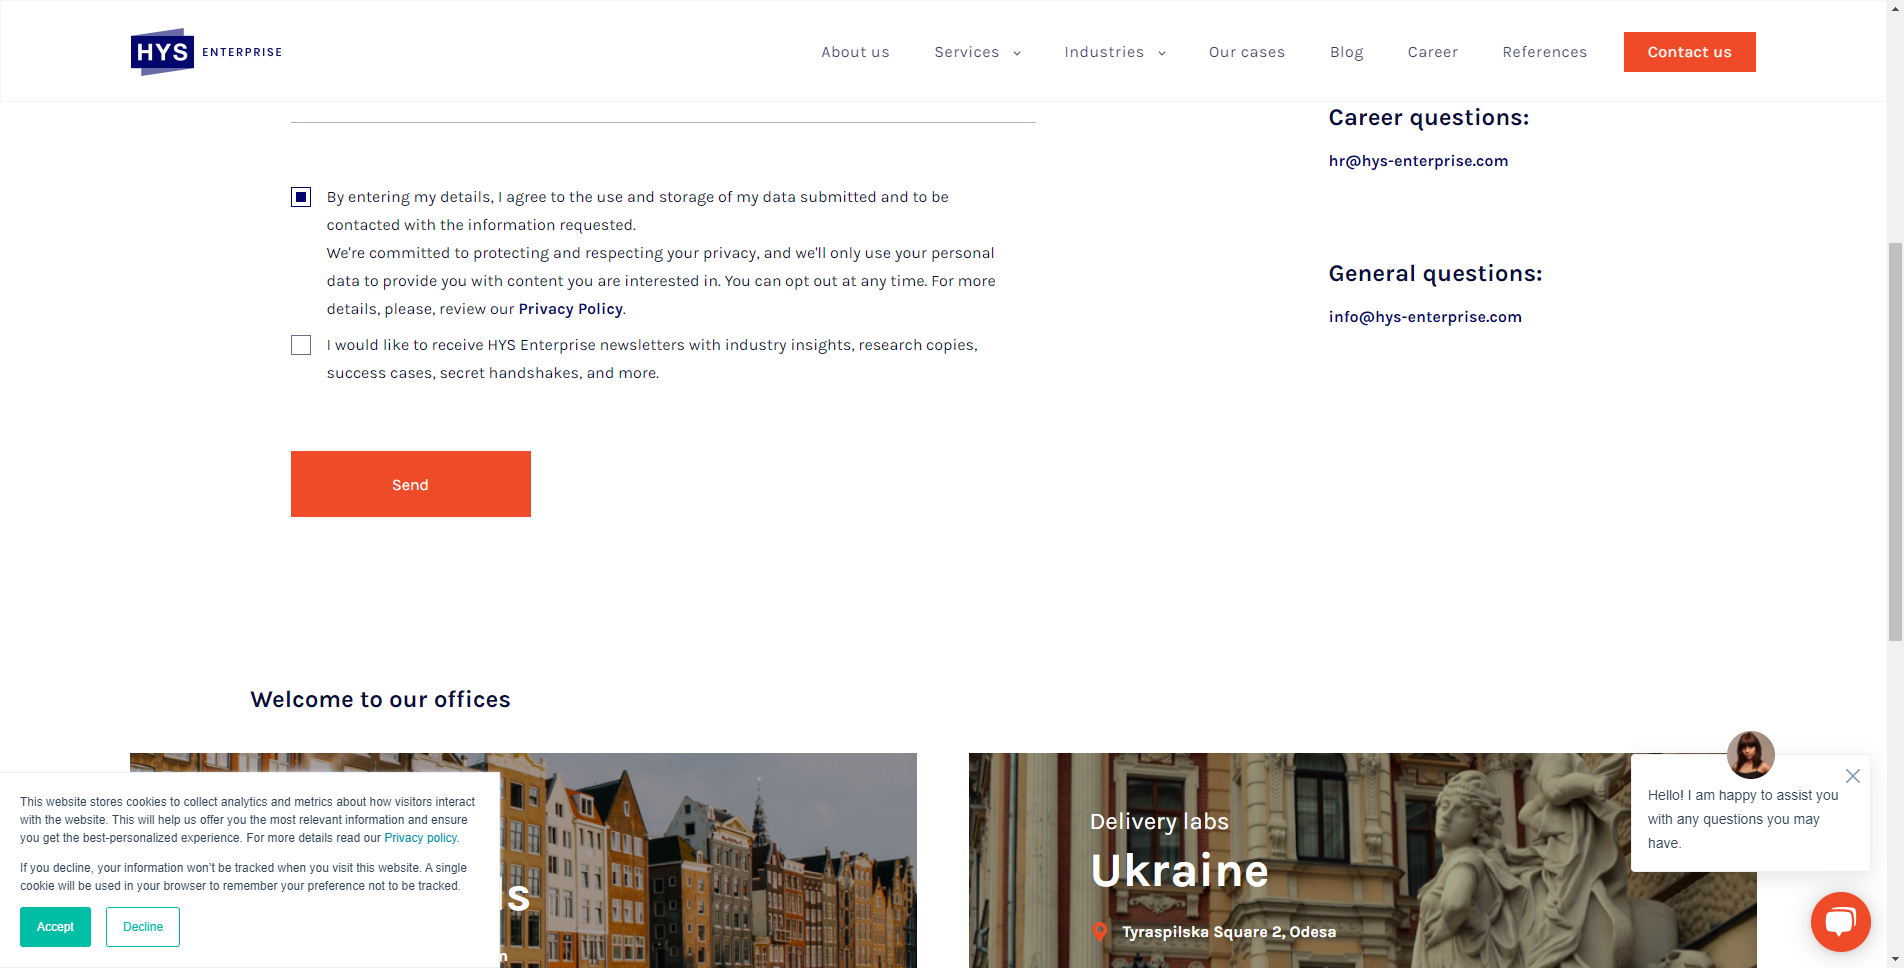 HYS ENTERPRISE
About us Services Industries Our cases Blog Career References Contact us
Career questions:
hr@hys-enterprise.com
By entering my details, I agree to the use and storage of my data submitted and to be
contacted with the information requested.
We're committed to protecting and respecting your privacy, and we'll only use your personal
data to provide you with content you are interested in. You can opt out at any time. For more
details, please, review our Privacy Policy.
I would like to receive HYS Enterprise newsletters with industry insights, research copies,
success cases, secret handshakes, and more.
Send
General questions:
info@hys-enterprise.com
Welcome to our offices
Delivery labs
Ukraine
Tyraspilska Square 2, Odesa
This website stores cookies to collect analytics and metrics about how visitors interact
with the website. This will help us offer you the most relevant information and ensure
you get the best-personalized experience. For more details read our Privacy policy.
If you decline, your information won't be tracked when you visit this website. A single
cookie will be used in your browser to remember your preference not to be tracked.
Accept Decline
Hello! I am happy to assist you
with any questions you may
have.